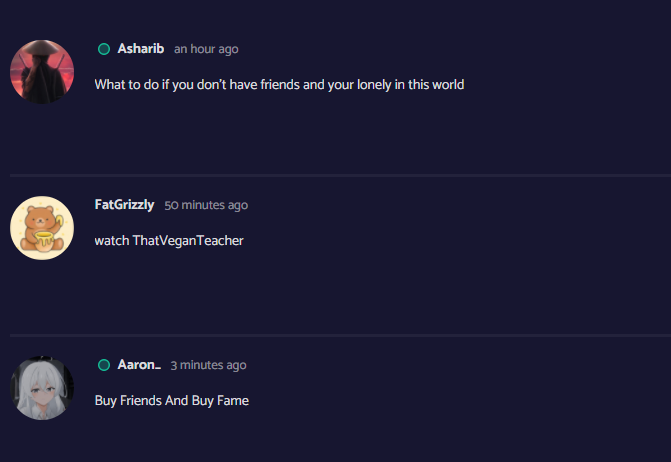 Asharib an hour ago
What to do if you don't have friends and your lonely in this world
FatGrizzly 50 minutes ago
watch ThatVeganTeacher
Aaron_ 3 minutes ago
Buy Friends And Buy Fame